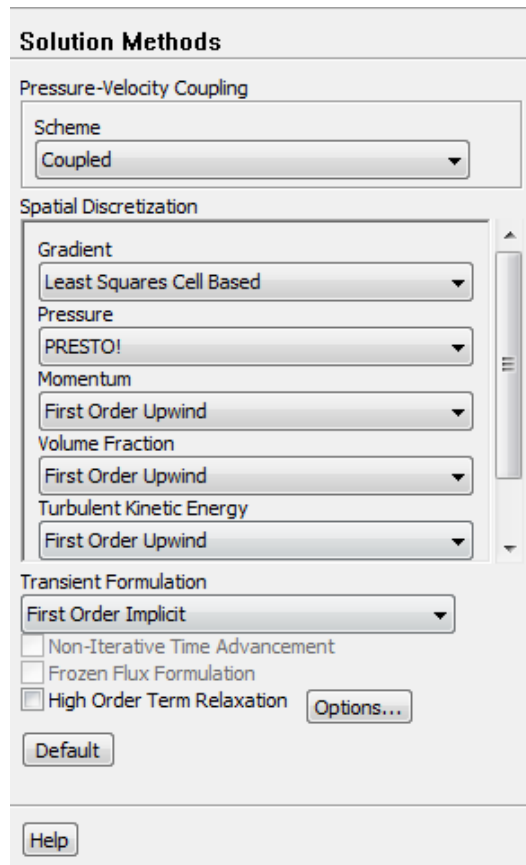 Solution Methods
Pressure-Velocity Coupling
Scheme
Coupled
Spatial Discretization
Gradient
Least Squares Cell Based
Pressure
PRESTO!
Momentum
First Order Upwind
Volume Fraction
First Order Upwind
Turbulent Kinetic Energy
First Order Upwind
Transient Formulation
First Order Implicit
Non-Iterative Time Advancement
Frozen Flux Formulation
High Order Term Relaxation Options...
Default
Help